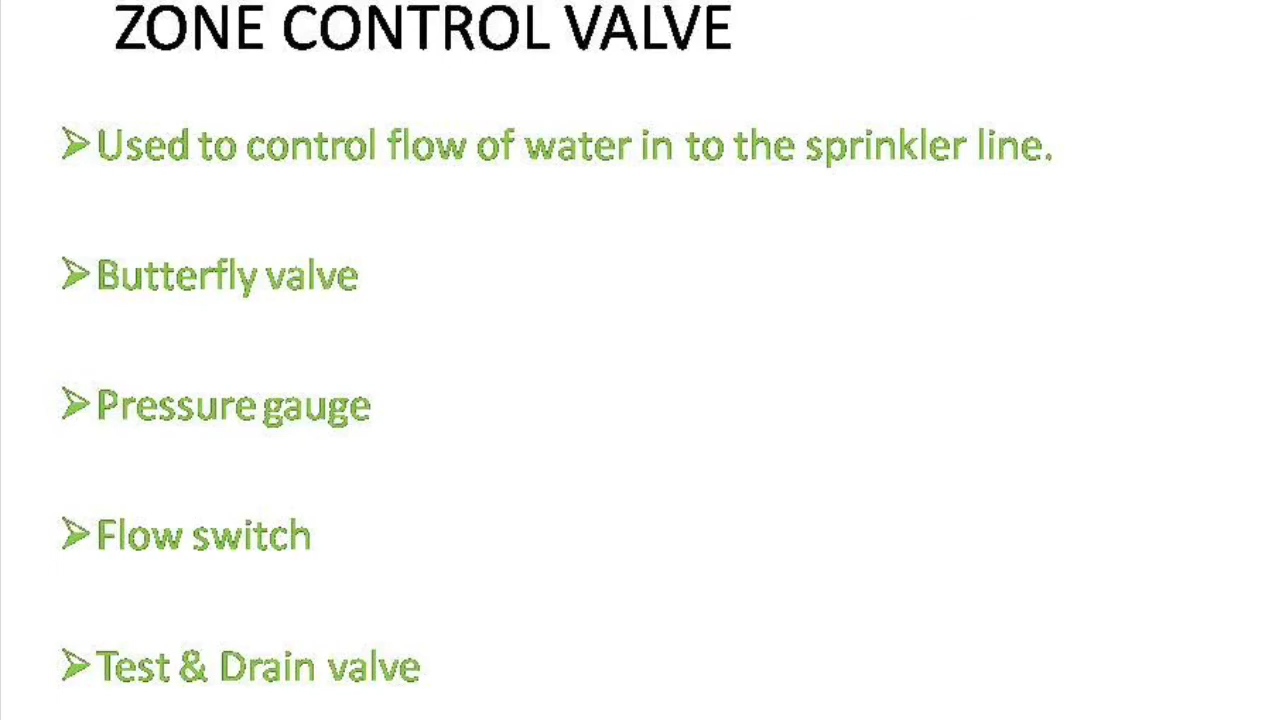 ZONE CONTROL VALVE
➢Used to control flow of water in to the sprinkler line.
➢Butterfly valve
➢Pressure gauge
➢Flow switch
➢Test & Drain valve